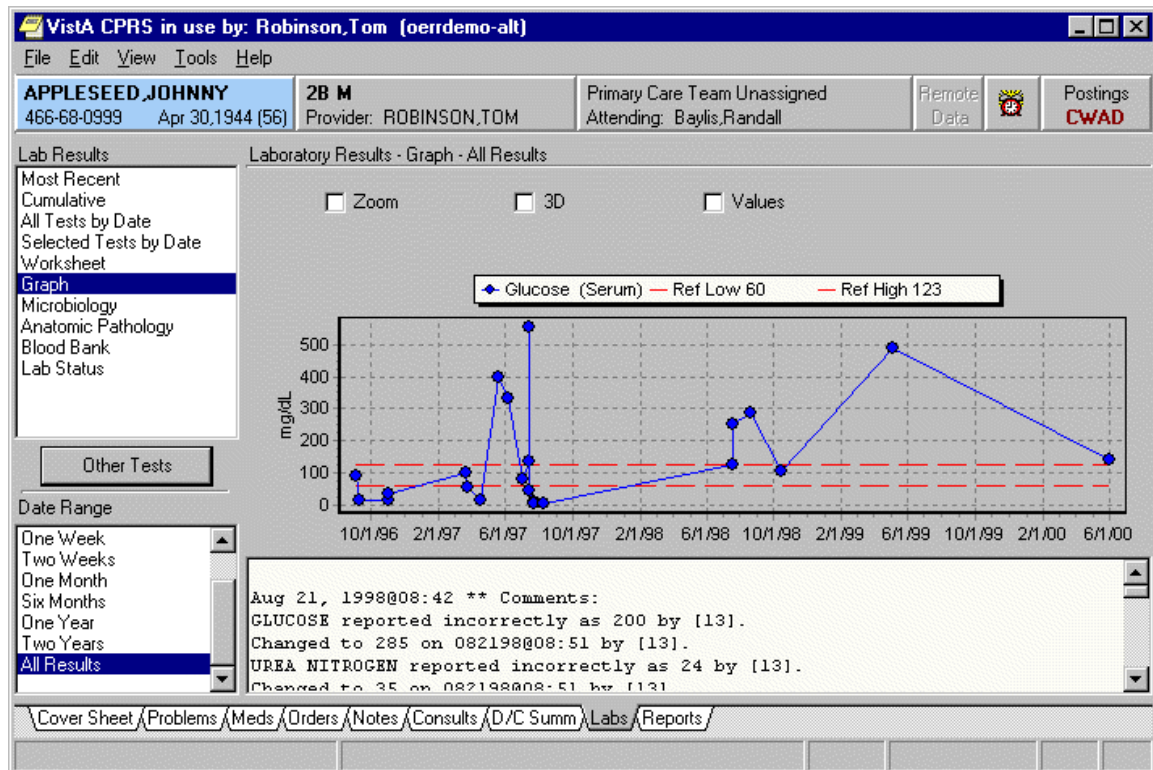 VistA CPRS in use by: Robinson,Tom (oerrdemo-alt)
File Edit View Tools Help
APPLESEED,JOHNNY
466-68-0999 Apr 30,1944 (56)
2B M
Provider: ROBINSON,TOM
Primary Care Team Unassigned
Attending: Baylis,Randall
Remote
Data
Postings
CWAD
Lab Results
Most Recent
Cumulative
All Tests by Date
Selected Tests by Date
Worksheet
Graph
Microbiology
Anatomic Pathology
Blood Bank
Lab Status
Other Tests
Date Range
One Week
Two Weeks
One Month
Six Months
One Year
Two Years
All Results
Laboratory Results - Graph - All Results
Zoom 3D Values
Glucose (Serum) Ref Low 60 Ref High 123
mg/dL
500
400
300
200
100
0
10/1/96 2/1/97 6/1/97 10/1/97 2/1/98 6/1/98 10/1/98 2/1/99 6/1/99 10/1/99 2/1/00 6/1/00
Aug 21, 1998@08:42 ** Comments:
GLUCOSE reported incorrectly as 200 by [13].
Changed to 285 on 082198@08:51 by [13].
UREA NITROGEN reported incorrectly as 24 by [13].
Changed to 35 on 082198@08:51 by [13]
Cover Sheet Problems Meds Orders Notes Consults D/C Summ Labs Reports